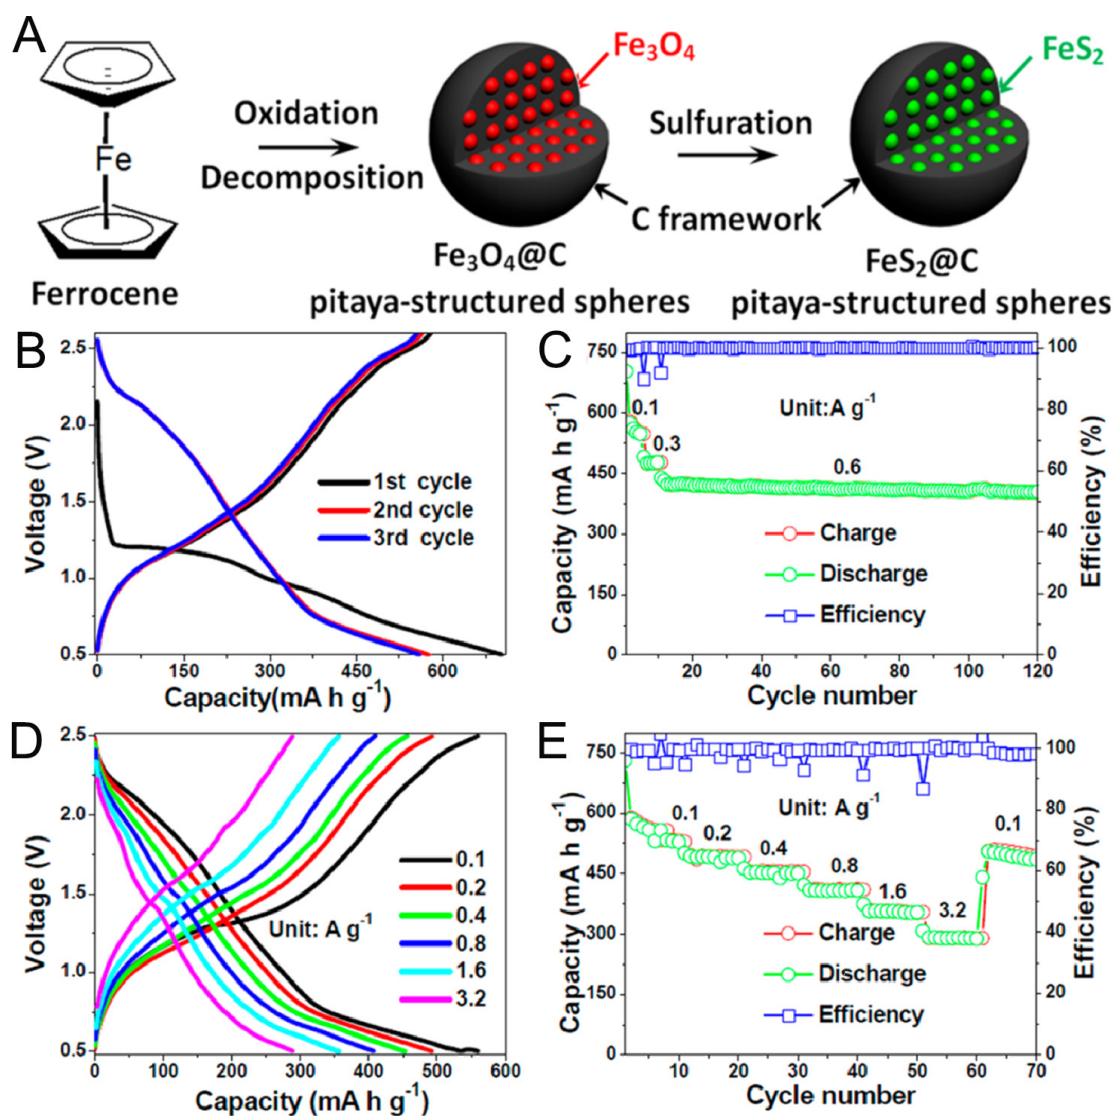 A
Fe
Ferrocene
Oxidation
Decomposition
Fe₃O₄
Fe₃O₄@C
pitaya-structured spheres
Sulfuration
C framework
FeS₂
FeS₂@C
pitaya-structured spheres
B
Voltage (V)
2.5
2.0
1.5
1.0
0.5
1st cycle
2nd cycle
3rd cycle
0 150 300 450 600
Capacity(mA h g⁻¹)
C
Capacity (mA h g⁻¹)
750
600
450
300
150
0
0.1
0.3
0.6
Unit:A g⁻¹
Charge
Discharge
Efficiency
100
80
60
40
20
0
Efficiency (%)
20 40 60 80 100 120
Cycle number
D
Voltage (V)
2.5
2.0
1.5
1.0
0.5
Unit: A g⁻¹
0.1
0.2
0.4
0.8
1.6
3.2
0 100 200 300 400 500 600
Capacity (mA h g⁻¹)
E
Capacity (mA h g⁻¹)
750
600
450
300
150
0
Unit: A g⁻¹
0.1
0.2
0.4
0.8
1.6
3.2
0.1
Charge
Discharge
Efficiency
100
80
60
40
20
0
Efficiency (%)
10 20 30 40 50 60 70
Cycle number